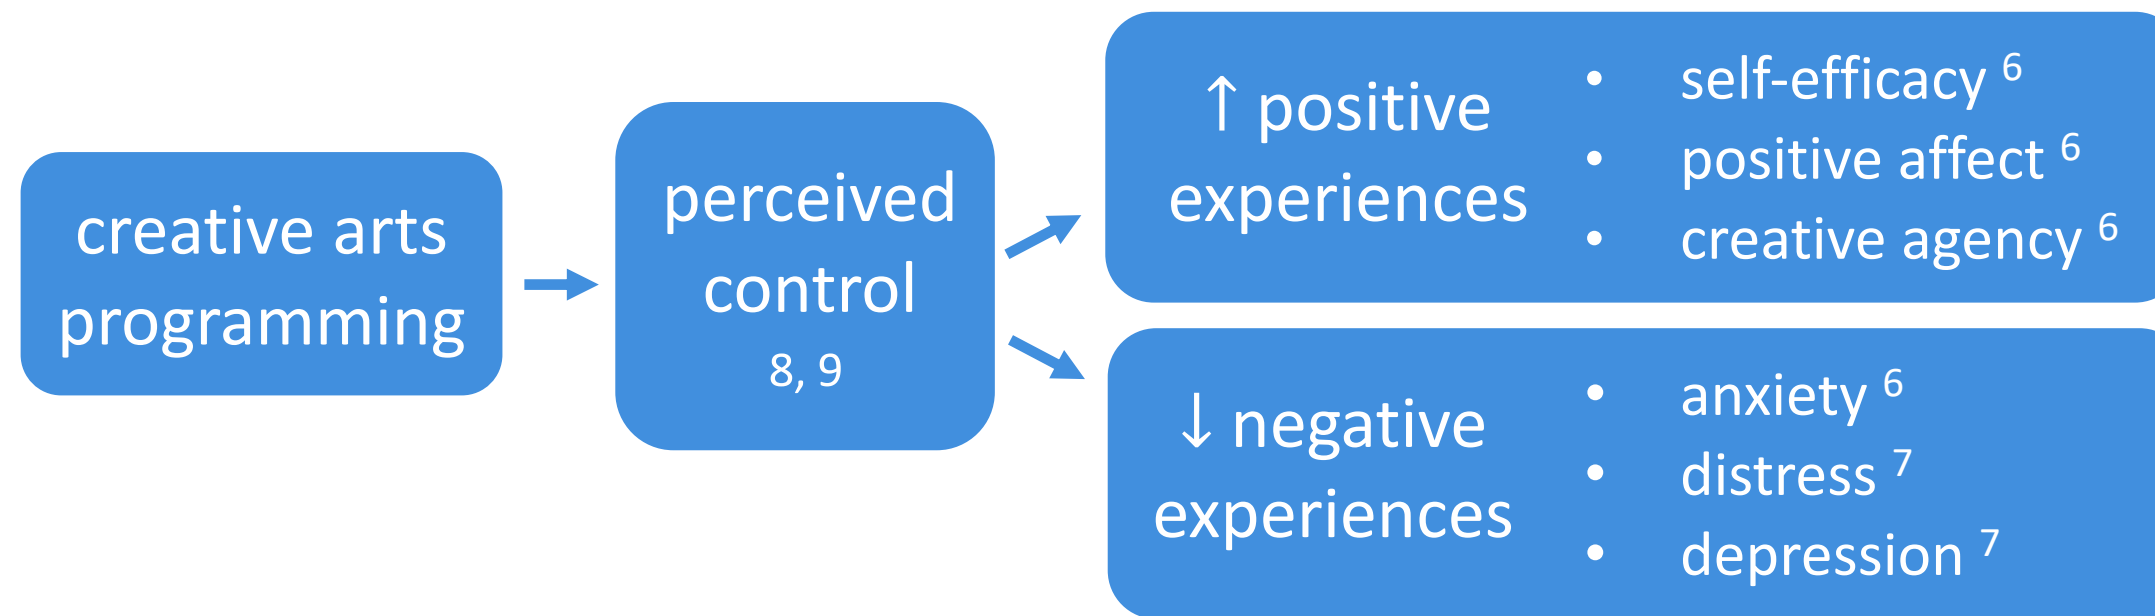 creative arts
programming
perceived
control
8, 9
↑ positive
experiences
• self-efficacy 6
• positive affect 6
• creative agency 6
↓ negative
experiences
• anxiety 6
• distress 7
• depression 7